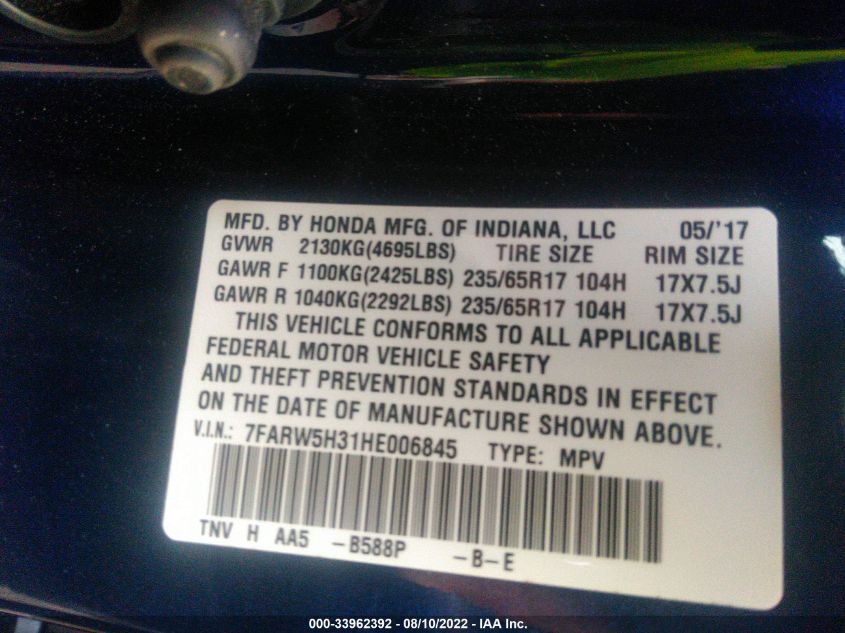 MFD. BY HONDA MFG. OF INDIANA, LLC 05/'17
GVWR 2130KG(4695LBS) TIRE SIZE RIM SIZE
GAWR F 1100KG(2425LBS) 235/65R17 104H 17X7.5J
GAWR R 1040KG(2292LBS) 235/65R17 104H 17X7.5J
THIS VEHICLE CONFORMS TO ALL APPLICABLE
FEDERAL MOTOR VEHICLE SAFETY
AND THEFT PREVENTION STANDARDS IN EFFECT
ON THE DATE OF MANUFACTURE SHOWN ABOVE.
V.I.N.: 7FARW5H31HE006845 TYPE: MPV
TNV H AA5 -B588P -B-E
000-33962392 - 08/10/2022 - IAA Inc.